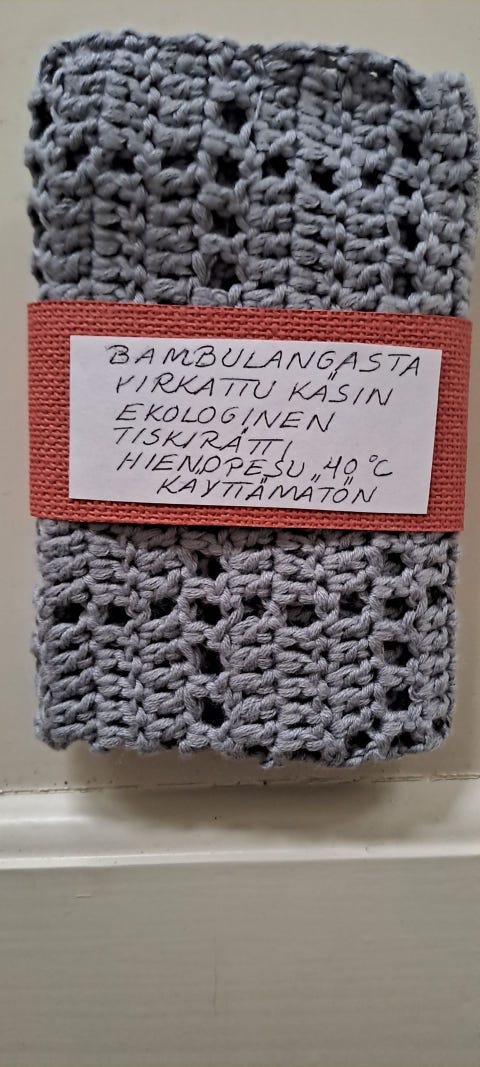 BAMBULANGASTA
VIRKATTU KÄSIN
EKOLOGINEN
TISKIRÄTTI
HIENOPESU 40 °C
KÄYTTÄMÄTÖN